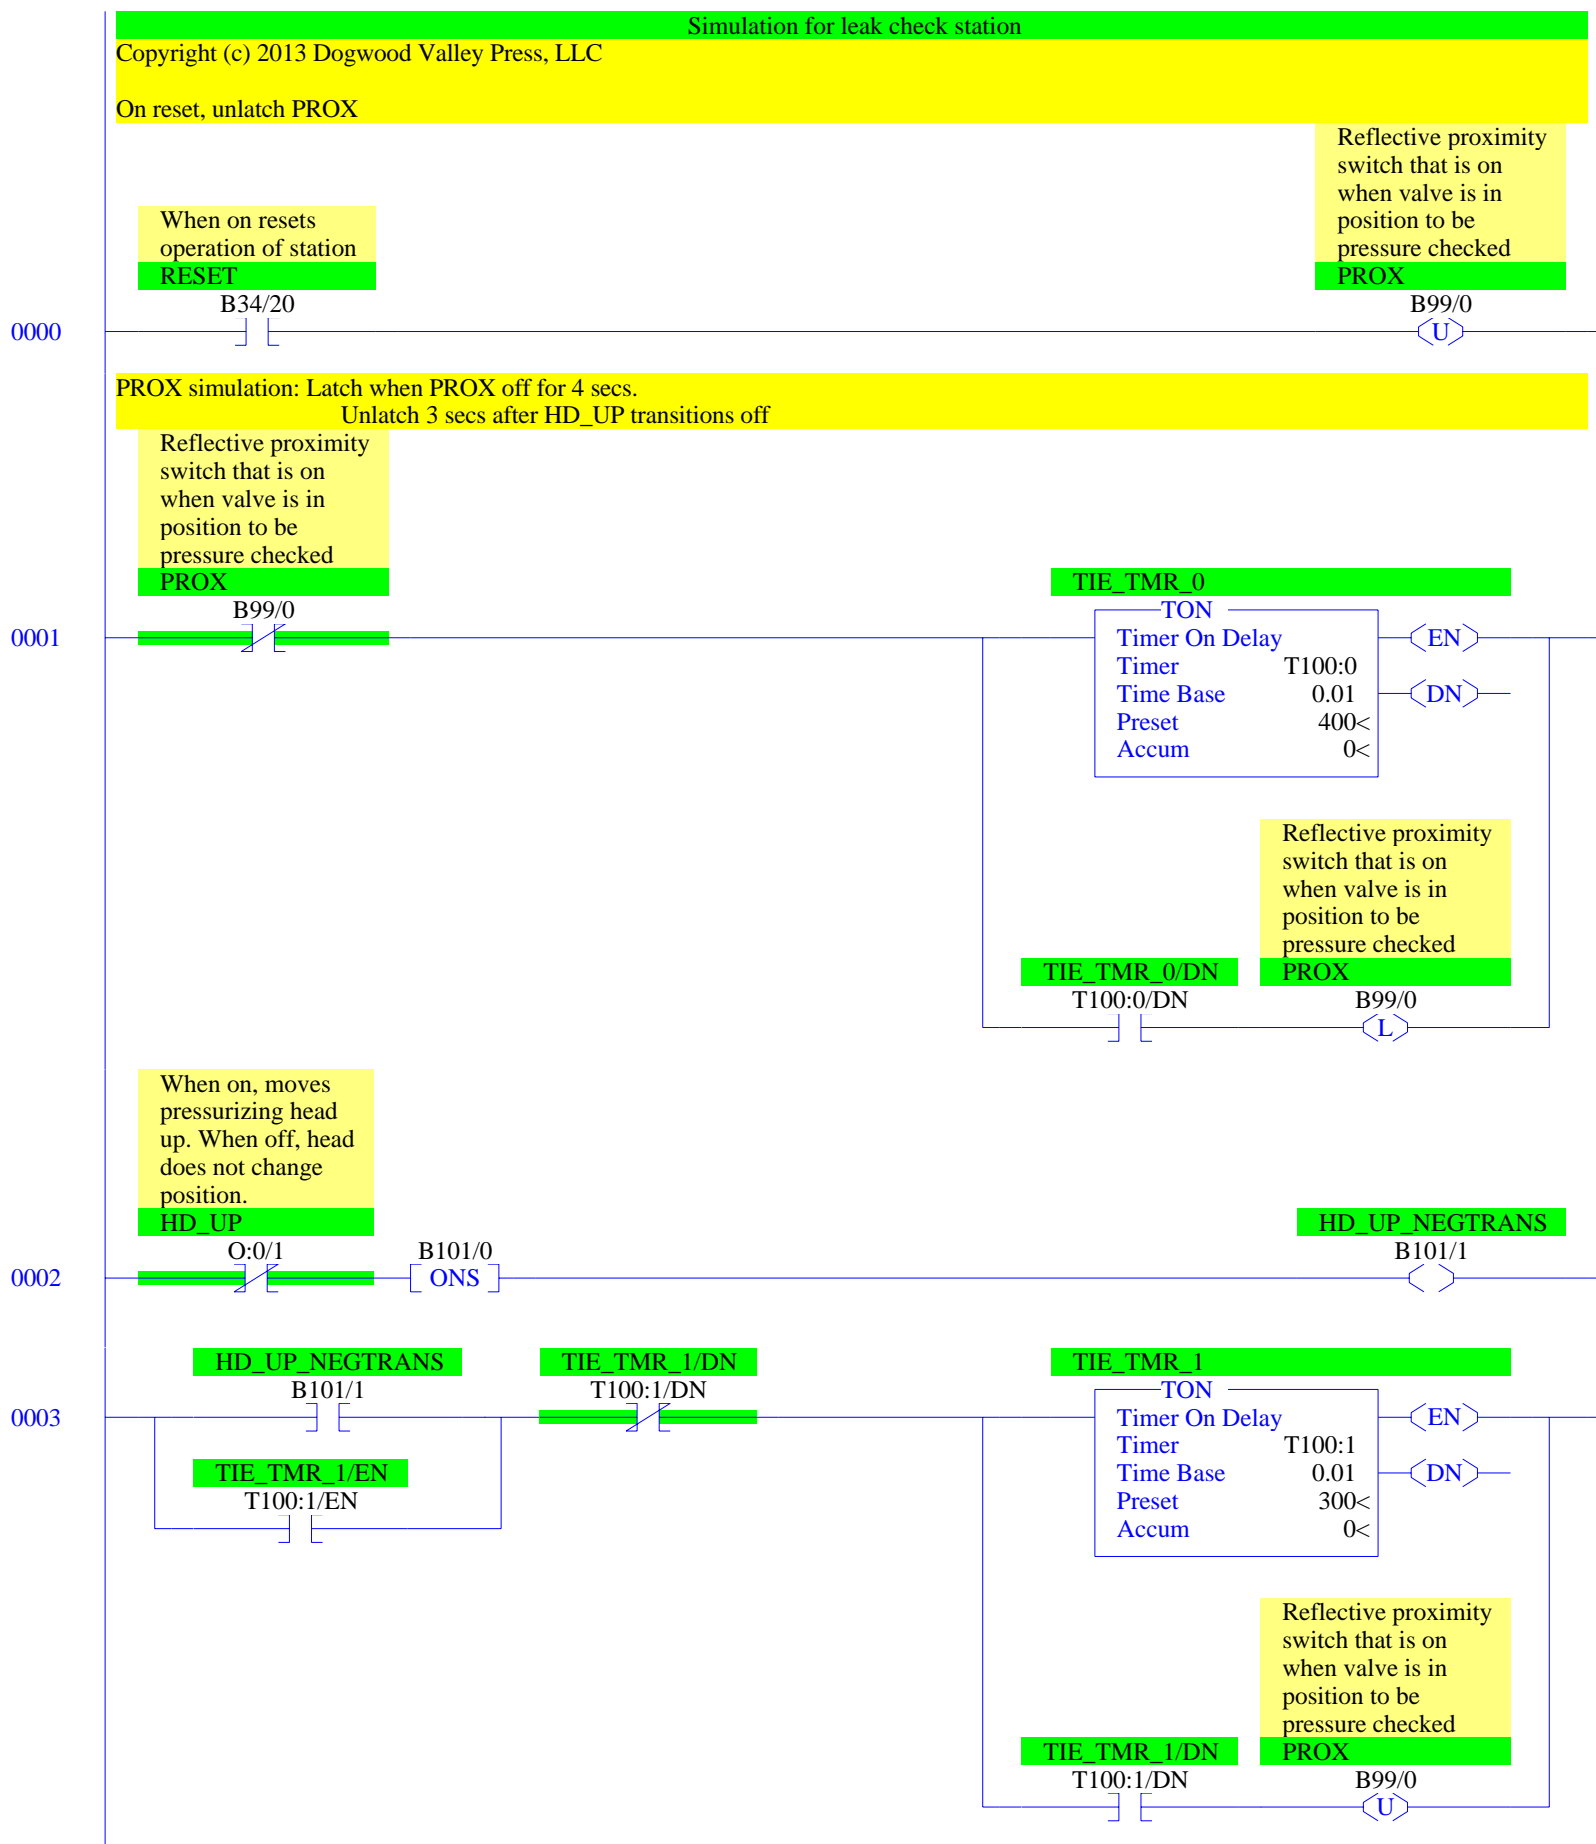 Simulation for leak check station
Copyright (c) 2013 Dogwood Valley Press, LLC
On reset, unlatch PROX
Reflective proximity
switch that is on
when valve is in
position to be
pressure checked
PROX
B99/0
When on resets
operation of station
RESET
B34/20
0000
U
PROX simulation: Latch when PROX off for 4 secs.
Unlatch 3 secs after HD_UP transitions off
Reflective proximity
switch that is on
when valve is in
position to be
pressure checked
PROX
B99/0
0001
TIE_TMR_0
TON
Timer On Delay
Timer T100:0
Time Base 0.01
Preset 400<
Accum 0<
EN
DN
Reflective proximity
switch that is on
when valve is in
position to be
pressure checked
TIE_TMR_0/DN
T100:0/DN
PROX
B99/0
L
When on, moves
pressurizing head
up. When off, head
does not change
position.
HD_UP
O:0/1
0002
B101/0
ONS
HD_UP_NEGTRANS
B101/1
HD_UP_NEGTRANS
B101/1
0003
TIE_TMR_1/EN
T100:1/EN
TIE_TMR_1/DN
T100:1/DN
TIE_TMR_1
TON
Timer On Delay
Timer T100:1
Time Base 0.01
Preset 300<
Accum 0<
EN
DN
Reflective proximity
switch that is on
when valve is in
position to be
pressure checked
TIE_TMR_1/DN
T100:1/DN
PROX
B99/0
U